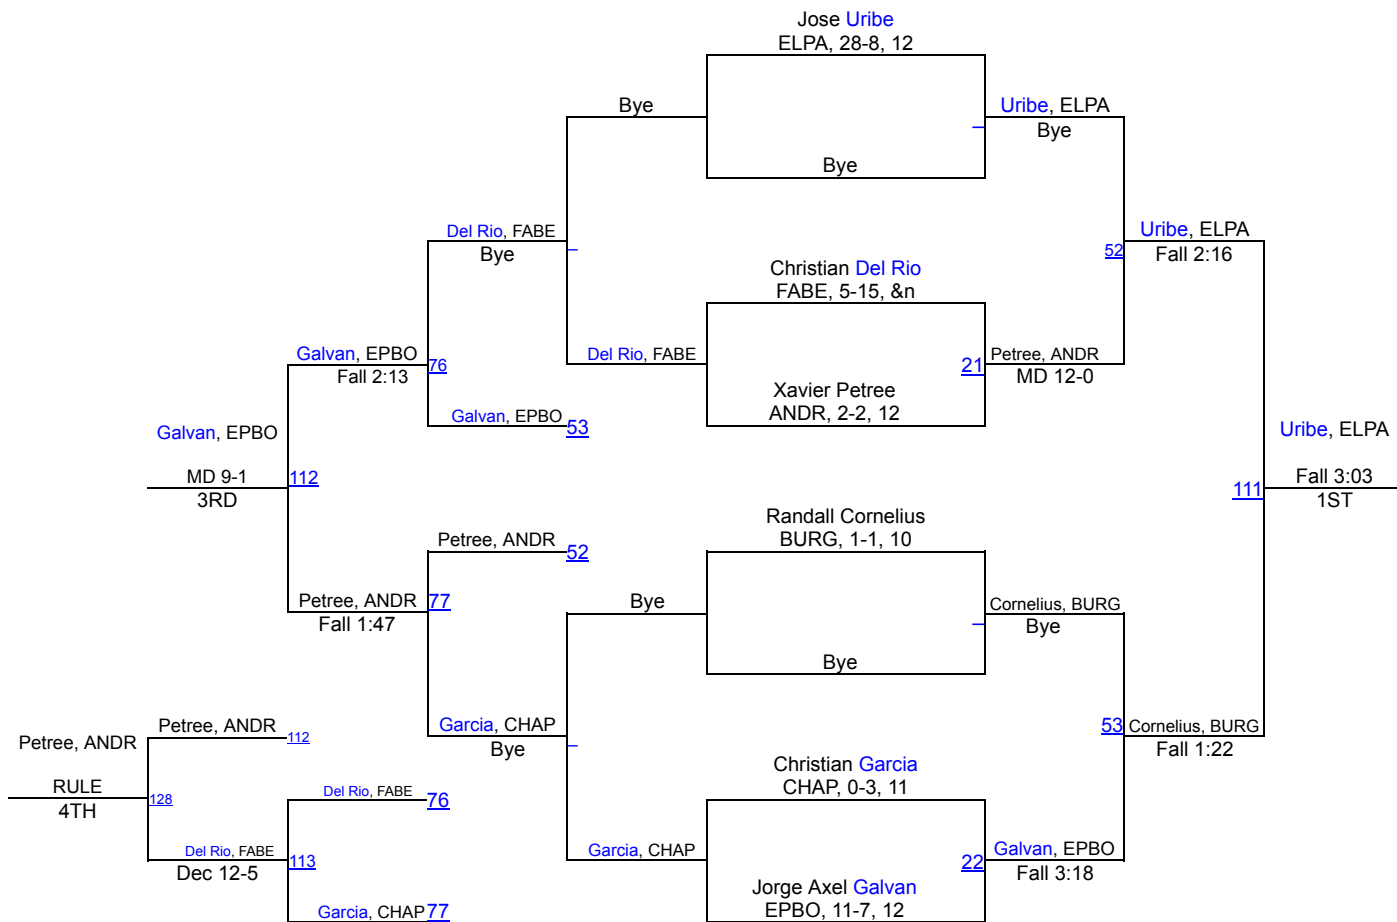 Jose Uribe
ELPA, 28-8, 12
Bye
Uribe, ELPA
Bye
Bye
Del Rio, FABE
Bye
Uribe, ELPA
52
Fall 2:16
Christian Del Rio
FABE, 5-15, &n
Galvan, EPBO
76
Fall 2:13
Del Rio, FABE
21
Petree, ANDR
MD 12-0
Xavier Petree
ANDR, 2-2, 12
Galvan, EPBO
53
Galvan, EPBO
Uribe, ELPA
MD 9-1
112
3RD
111
Fall 3:03
1ST
Randall Cornelius
BURG, 1-1, 10
Petree, ANDR
52
Petree, ANDR
77
Fall 1:47
Bye
Cornelius, BURG
Bye
Bye
Garcia, CHAP
Bye
53
Cornelius, BURG
Fall 1:22
Petree, ANDR
Petree, ANDR
112
Christian Garcia
CHAP, 0-3, 11
RULE
128
4TH
Del Rio, FABE
76
Del Rio, FABE
113
Dec 12-5
Garcia, CHAP
22
Galvan, EPBO
Fall 3:18
Jorge Axel Galvan
EPBO, 11-7, 12
Garcia, CHAP
77